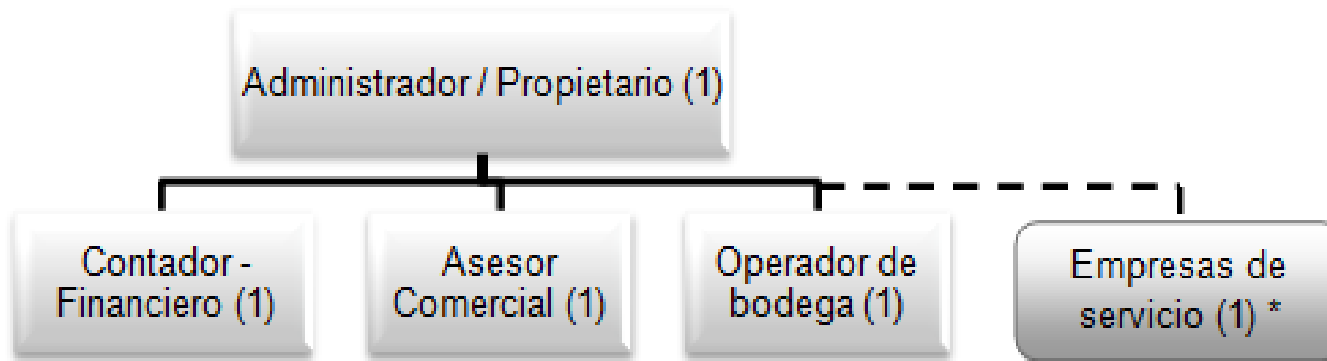 Administrador / Propietario (1)
Contador -
Financiero (1)
Asesor
Comercial (1)
Operador de
bodega (1)
Empresas de
servicio (1) *